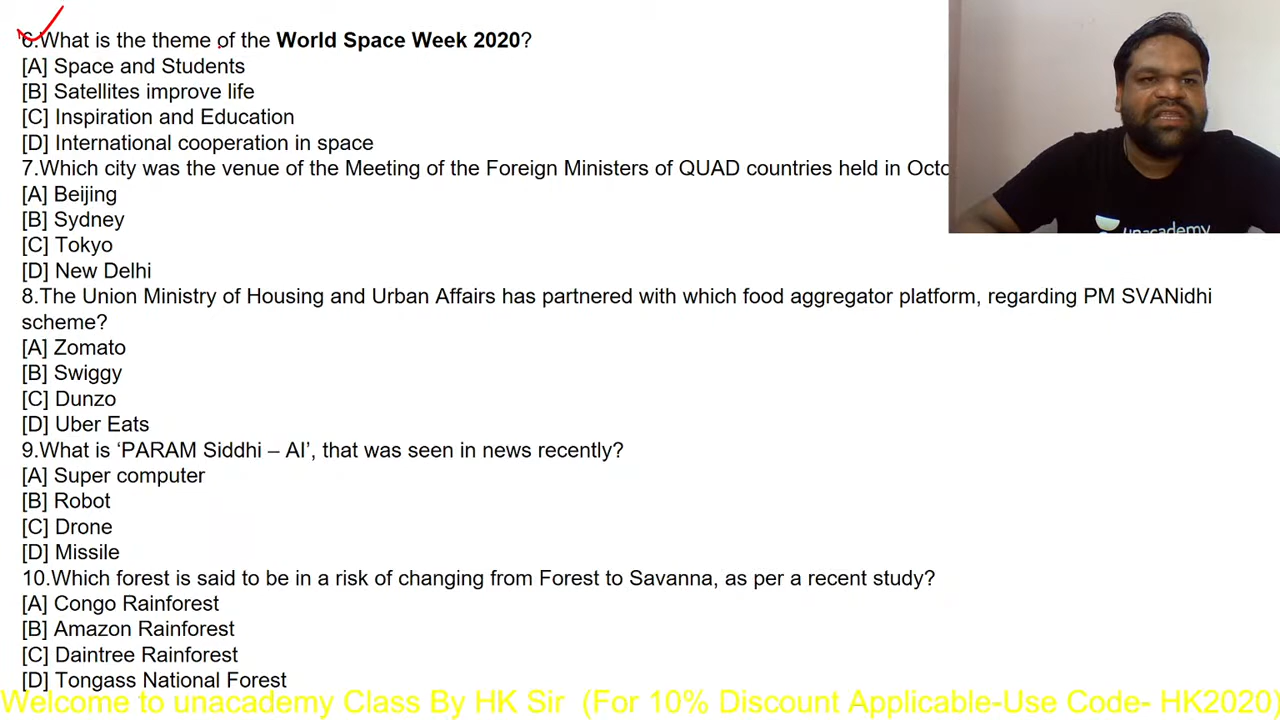 6.What is the theme of the World Space Week 2020?
[A] Space and Students
[B] Satellites improve life
[C] Inspiration and Education
[D] International cooperation in space
7.Which city was the venue of the Meeting of the Foreign Ministers of QUAD countries held in
[A] Beijing
[B] Sydney
[C] Tokyo
[D] New Delhi
8.The Union Ministry of Housing and Urban Affairs has partnered with which food aggregator platform, regarding PM SVANidhi
scheme?
[A] Zomato
[B] Swiggy
[C] Dunzo
[D] Uber Eats
9.What is ‘PARAM Siddhi – AI’, that was seen in news recently?
[A] Super computer
[B] Robot
[C] Drone
[D] Missile
10.Which forest is said to be in a risk of changing from Forest to Savanna, as per a recent study?
[A] Congo Rainforest
[B] Amazon Rainforest
[C] Daintree Rainforest
[D] Tongass National Forest
Welcome to unacademy Class By HK Sir (For 10% Discount Applicable-Use Code- HK2020)
unacademy